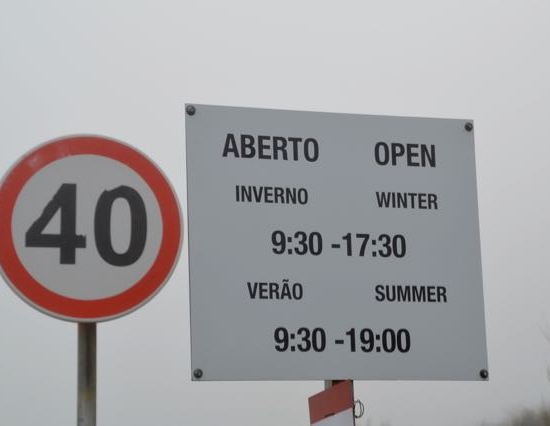 40
ABERTO OPEN
INVERNO WINTER
9:30 -17:30
VERÃO SUMMER
9:30 -19:00